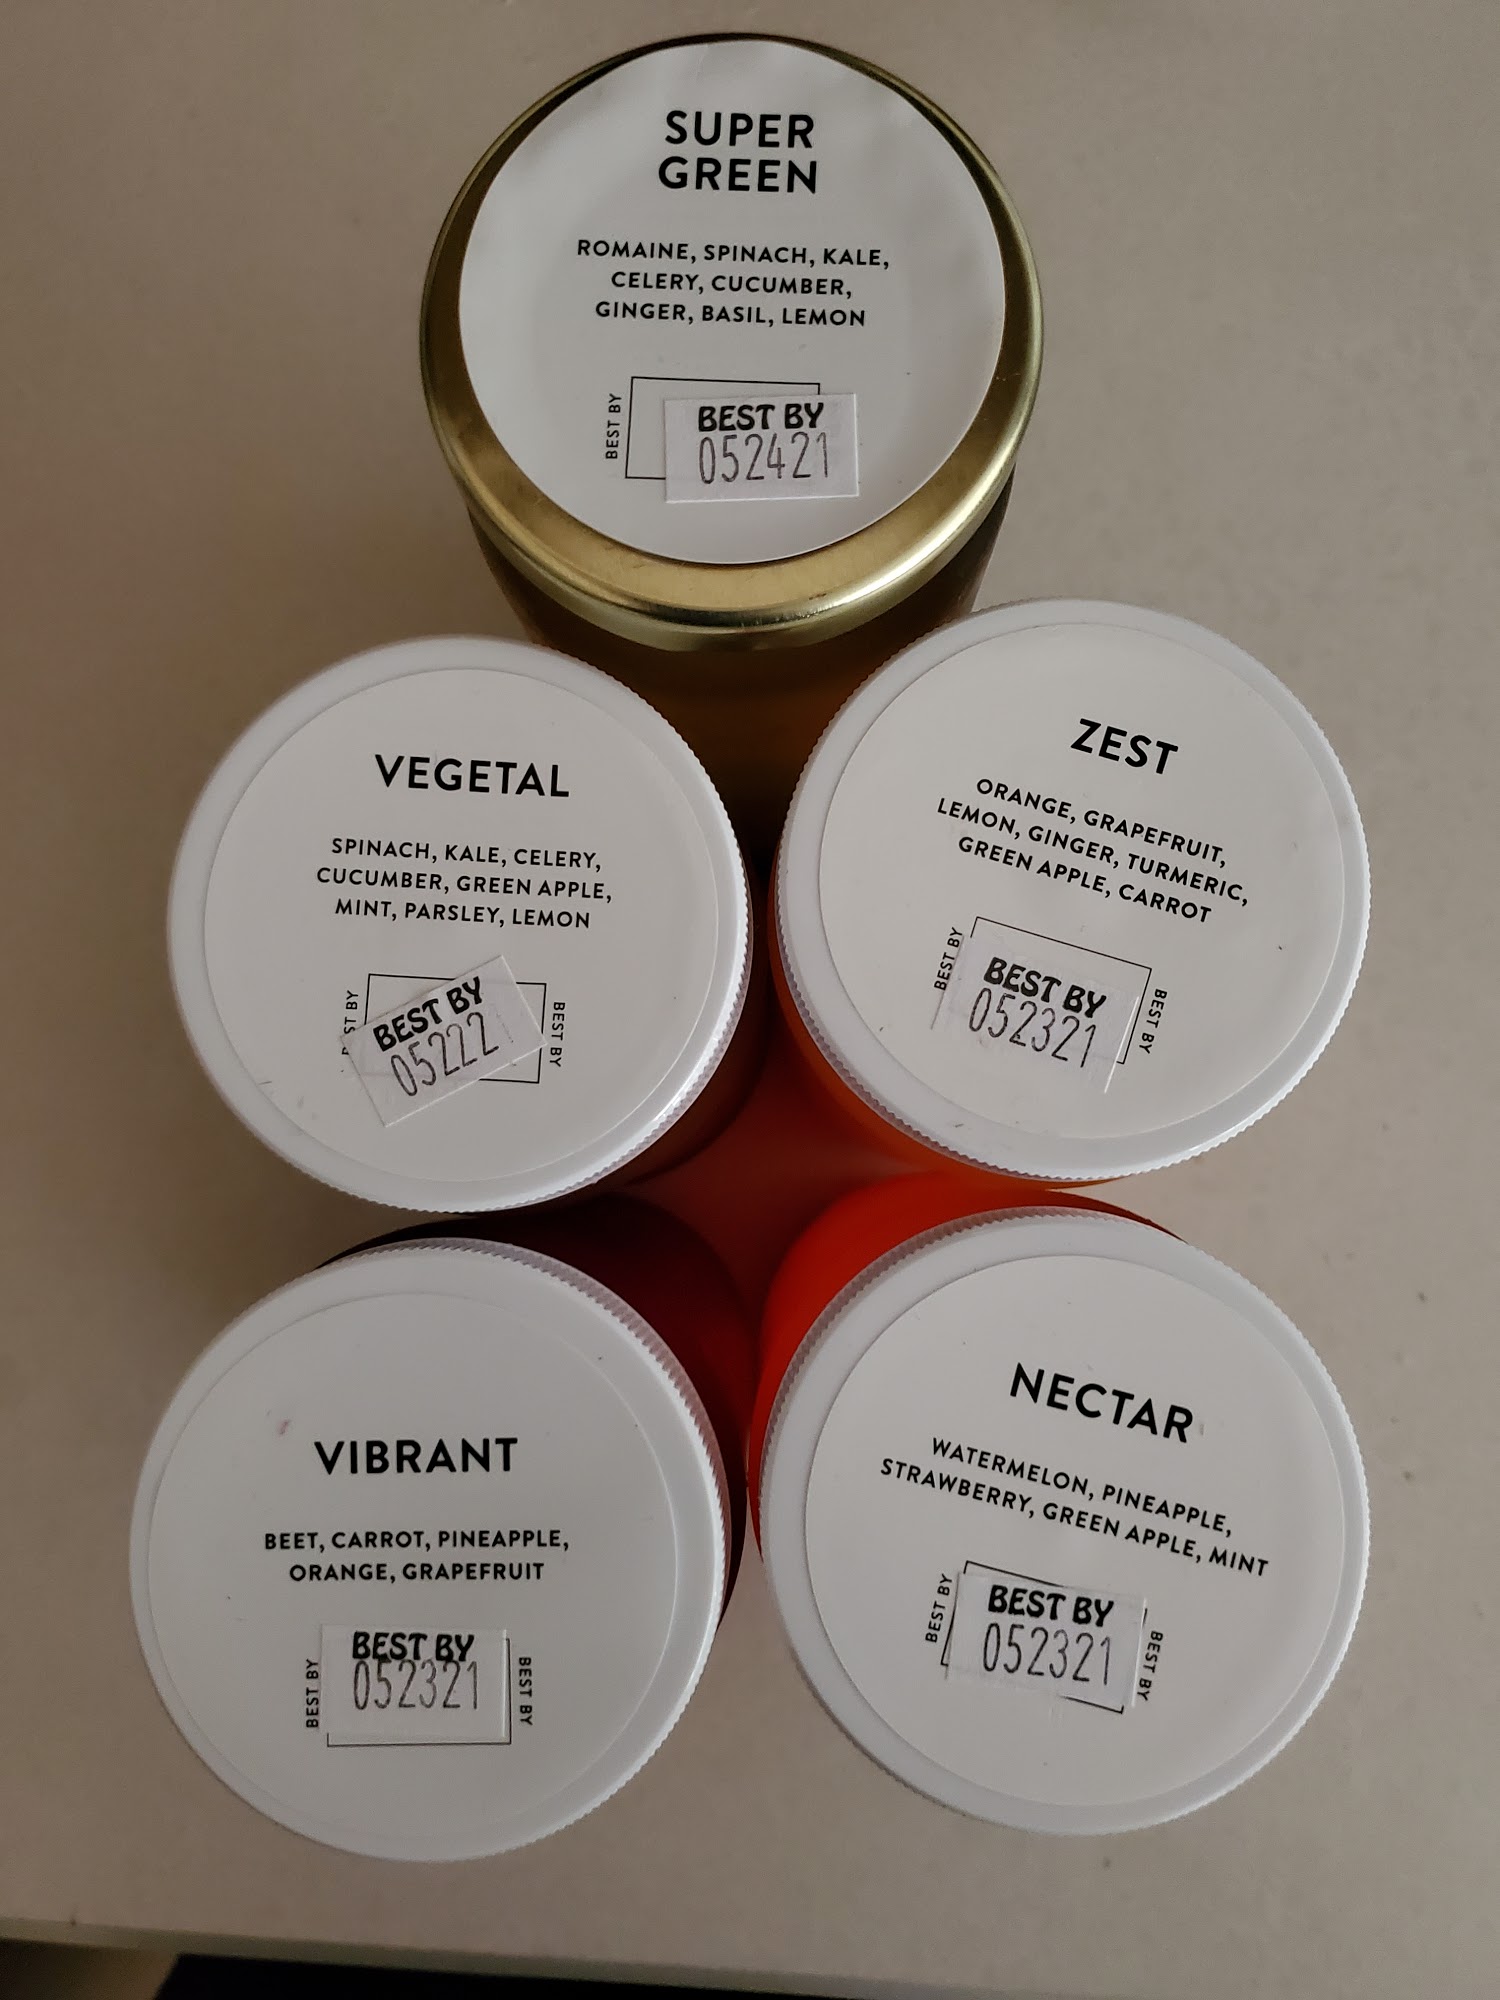 SUPER
GREEN
ROMAINE, SPINACH, KALE,
CELERY, CUCUMBER,
GINGER, BASIL, LEMON
BEST BY
BEST BY
052421
VEGETAL
SPINACH, KALE, CELERY,
CUCUMBER, GREEN APPLE,
MINT, PARSLEY, LEMON
BEST BY
BEST BY
05222
BEST BY
ZEST
ORANGE, GRAPEFRUIT,
LEMON, GINGER, TURMERIC,
GREEN APPLE, CARROT
BEST BY
BEST BY
052321
BEST BY
VIBRANT
BEET, CARROT, PINEAPPLE,
ORANGE, GRAPEFRUIT
BEST BY
BEST BY
052321
BEST BY
NECTAR
WATERMELON, PINEAPPLE,
STRAWBERRY, GREEN APPLE, MINT
BEST BY
BEST BY
052321
BEST BY